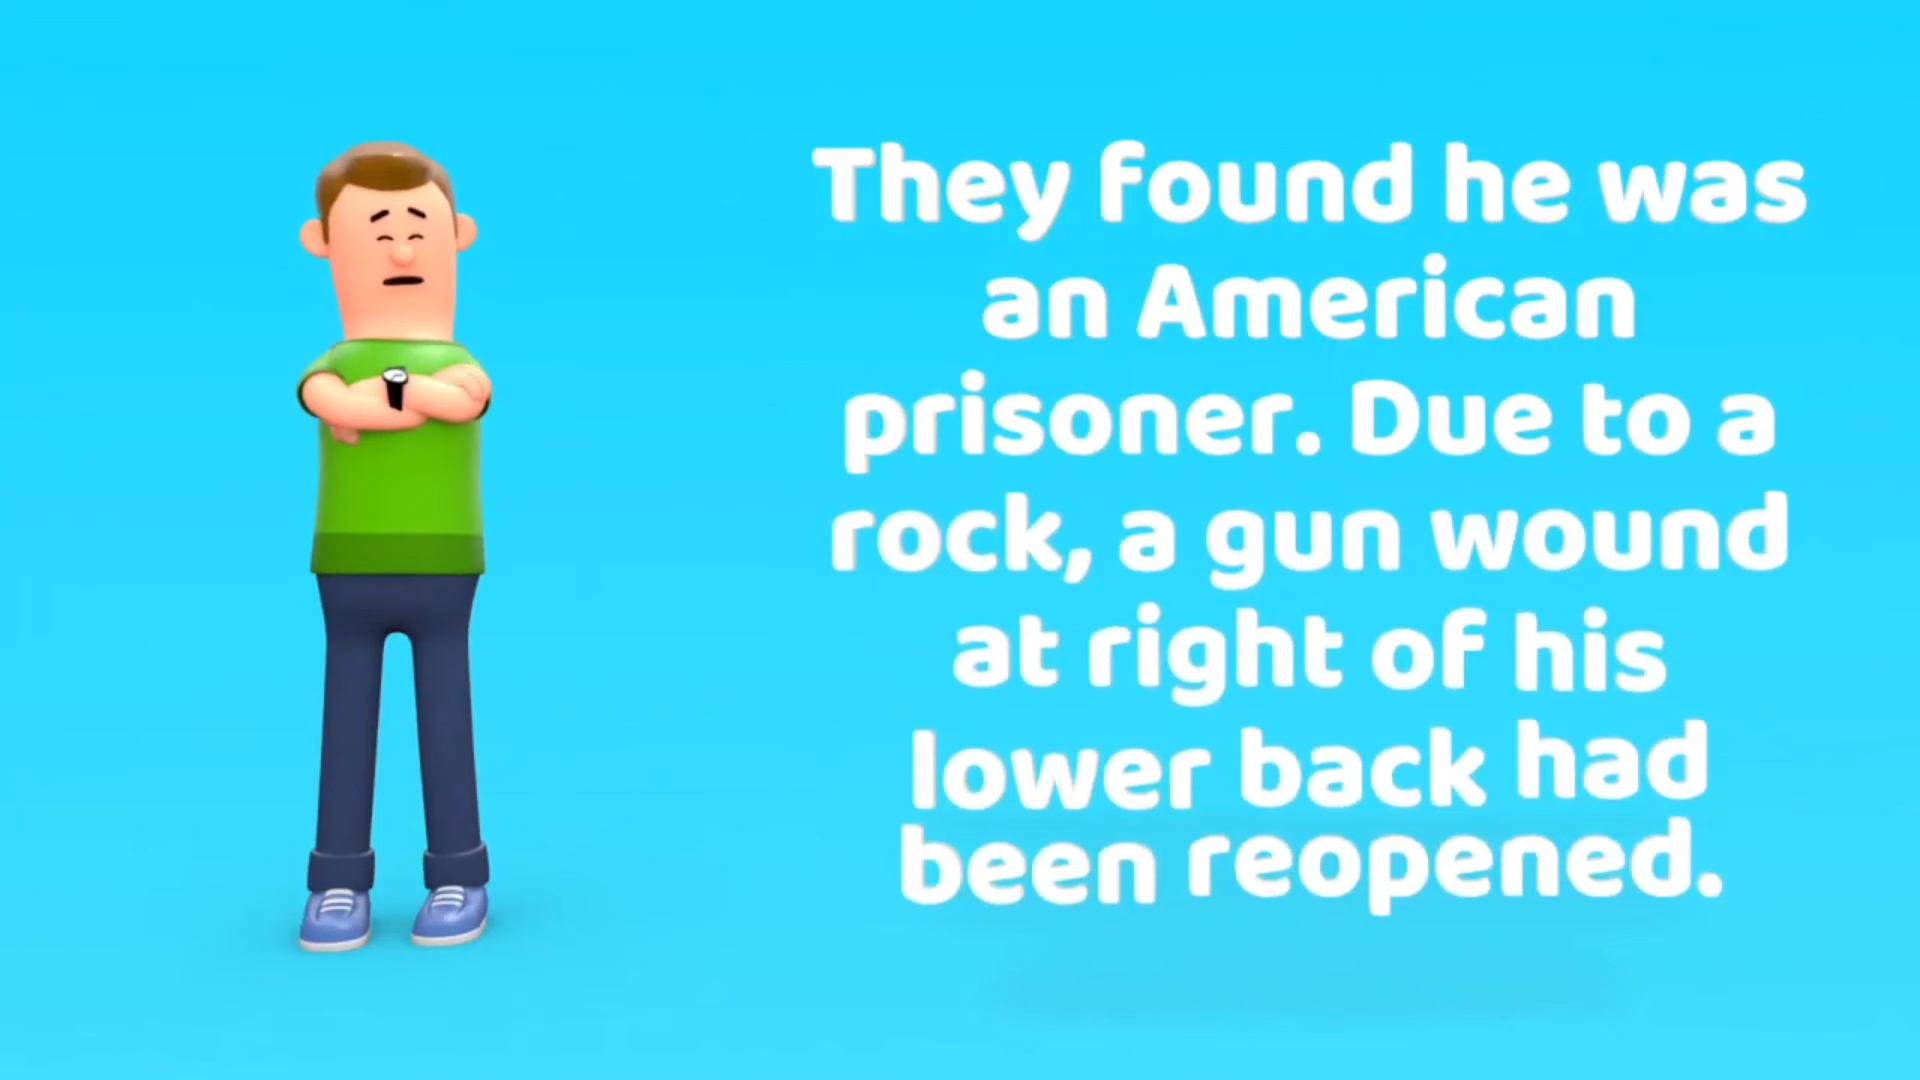 They found he was
an American
prisoner. Due to a
rock, a gun wound
at right of his
lower back had
been reopened.